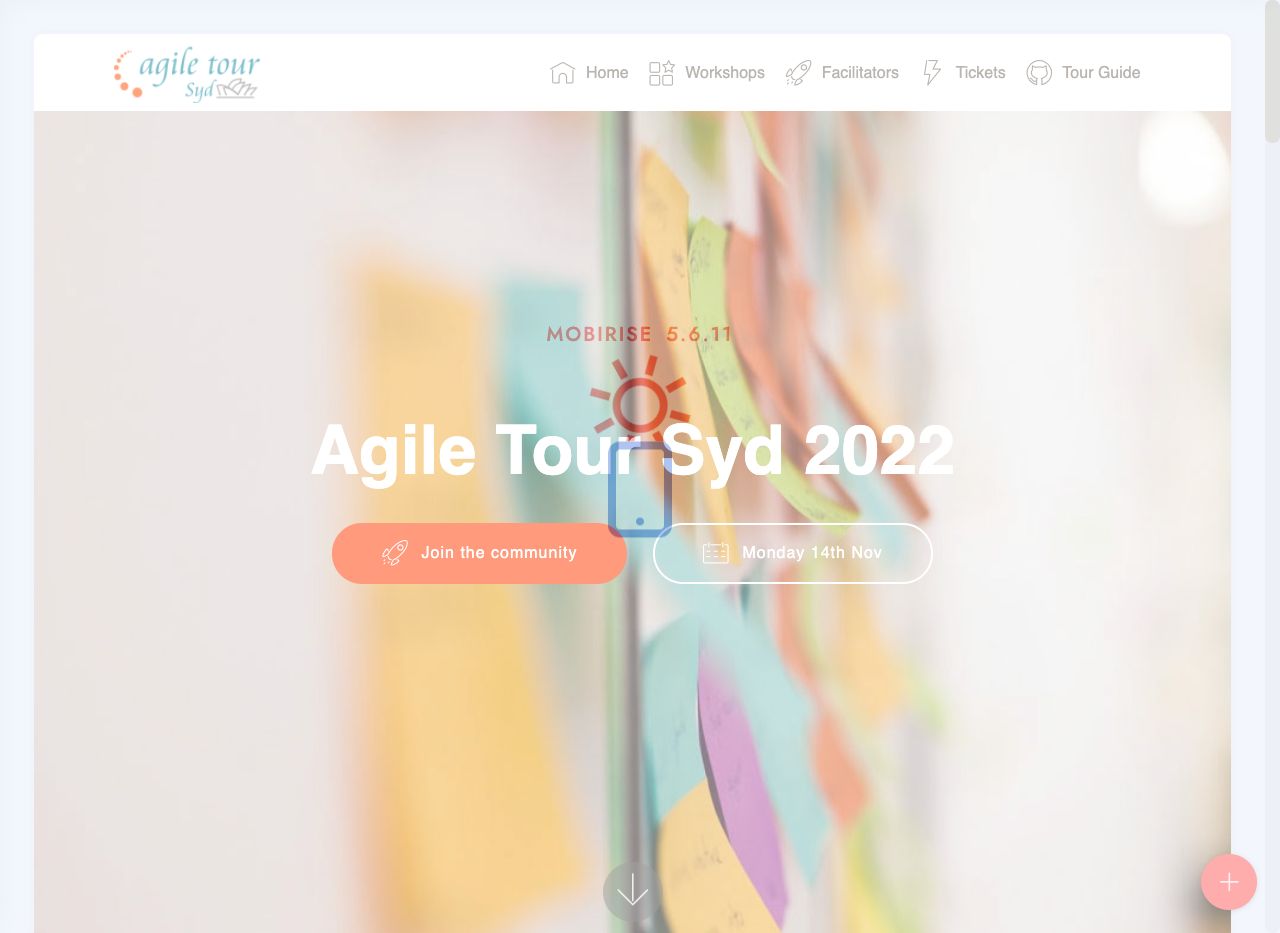 agile tour
Syd
Home
Workshops
Facilitators
Tickets
Tour Guide
MOBIRISE 5.6.11
Agile Tour Syd 2022
Join the community
Monday 14th Nov